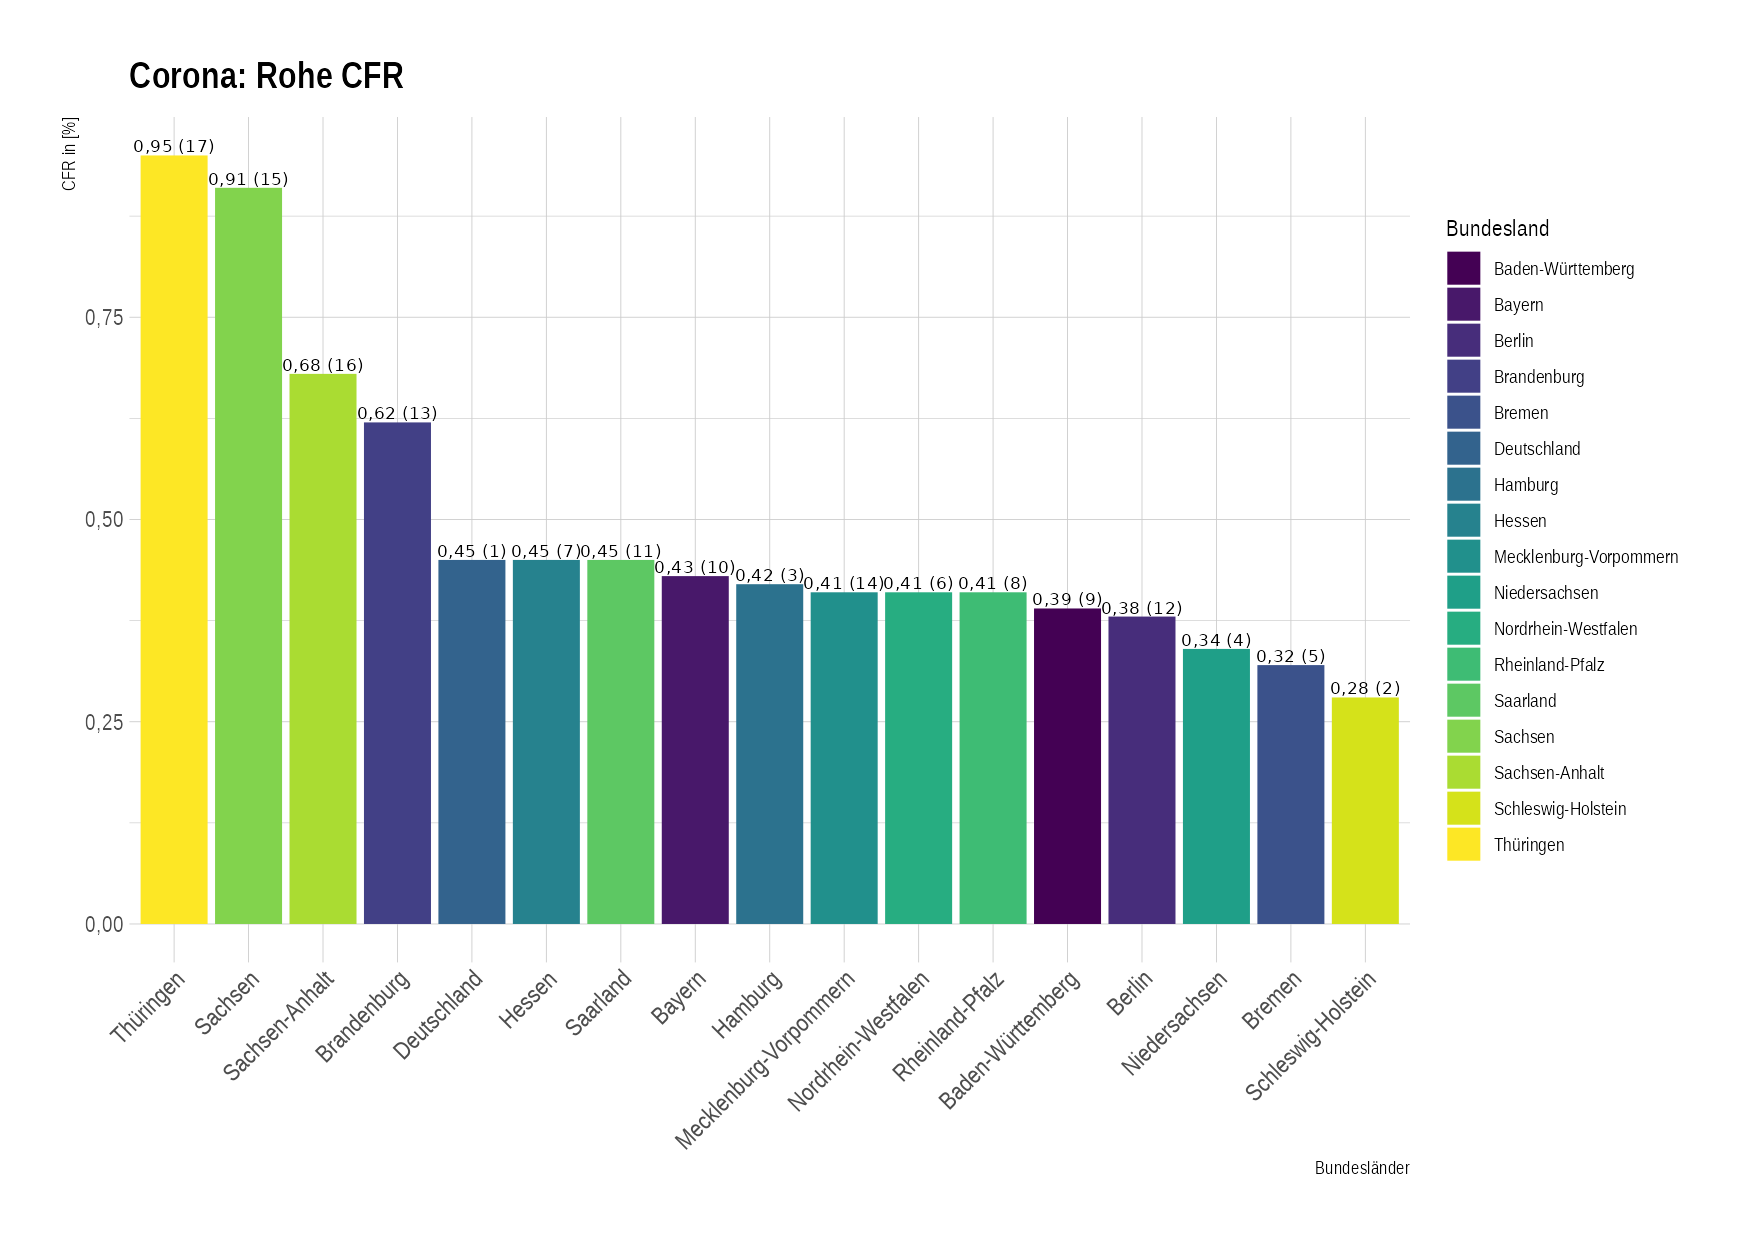 Corona: Rohe CFR
CFR in [%]
0,95 (17)
0,91 (15)
0,68 (16)
0,62 (13)
0,45 (1)
0,45 (7)
0,45 (11)
0,43 (10)
0,42 (3)
0,41 (14)
0,41 (6)
0,41 (8)
0,39 (9)
0,38 (12)
0,34 (4)
0,32 (5)
0,28 (2)
0,75
0,50
0,25
0,00
Thüringen
Sachsen
Sachsen-Anhalt
Brandenburg
Deutschland
Hessen
Saarland
Bayern
Hamburg
Mecklenburg-Vorpommern
Nordrhein-Westfalen
Rheinland-Pfalz
Baden-Württemberg
Berlin
Niedersachsen
Bremen
Schleswig-Holstein
Bundesländer
Bundesland
Baden-Württemberg
Bayern
Berlin
Brandenburg
Bremen
Deutschland
Hamburg
Hessen
Mecklenburg-Vorpommern
Niedersachsen
Nordrhein-Westfalen
Rheinland-Pfalz
Saarland
Sachsen
Sachsen-Anhalt
Schleswig-Holstein
Thüringen